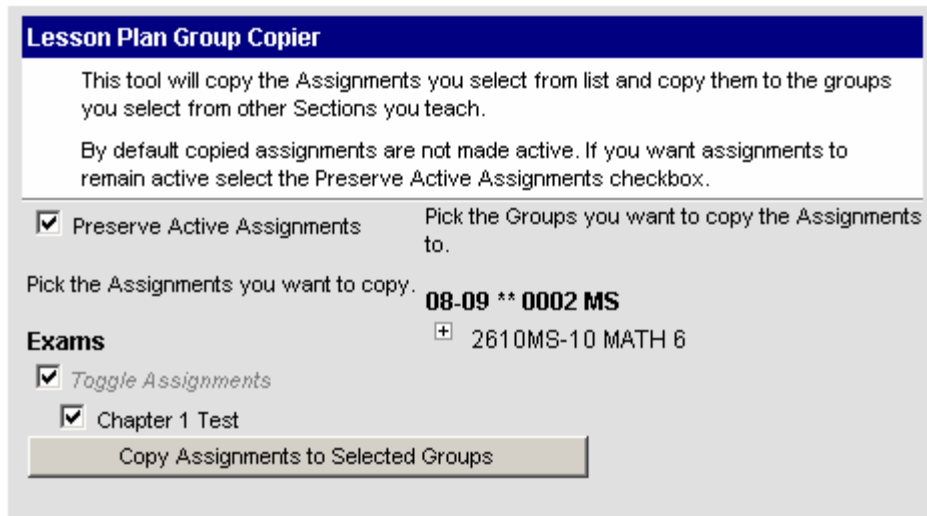 Lesson Plan Group Copier
This tool will copy the Assignments you select from list and copy them to the groups
you select from other Sections you teach.
By default copied assignments are not made active. If you want assignments to
remain active select the Preserve Active Assignments checkbox.
Preserve Active Assignments
Pick the Assignments you want to copy.
Exams
Toggle Assignments
Chapter 1 Test
Copy Assignments to Selected Groups
Pick the Groups you want to copy the Assignments
to.
08-09 ** 0002 MS
2610MS-10 MATH 6